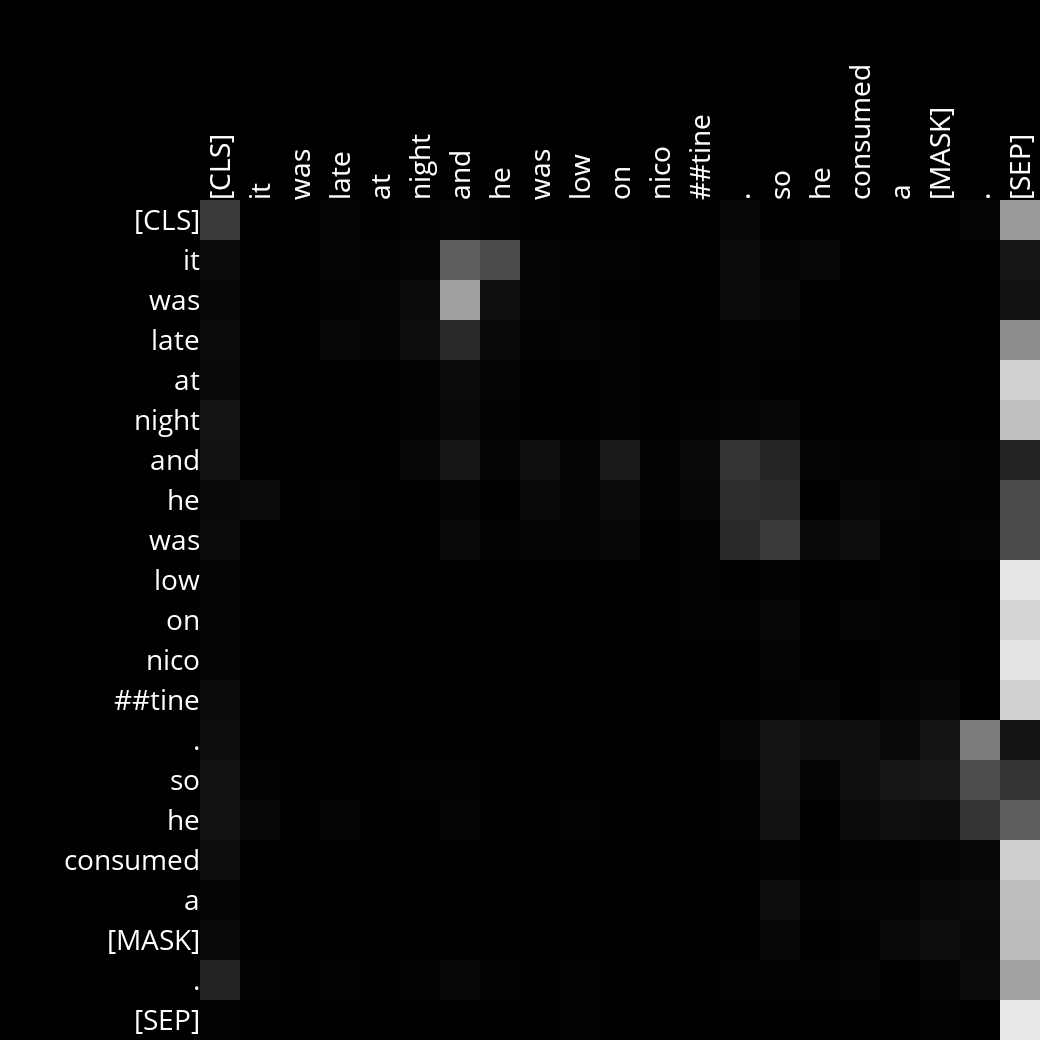 [CLS] it was late at night and he was low on nico ##tine . so he consumed a [MASK] . [SEP]
[CLS]
it
was
late
at
night
and
he
was
low
on
nico
##tine
.
so
he
consumed
a
[MASK]
.
[SEP]